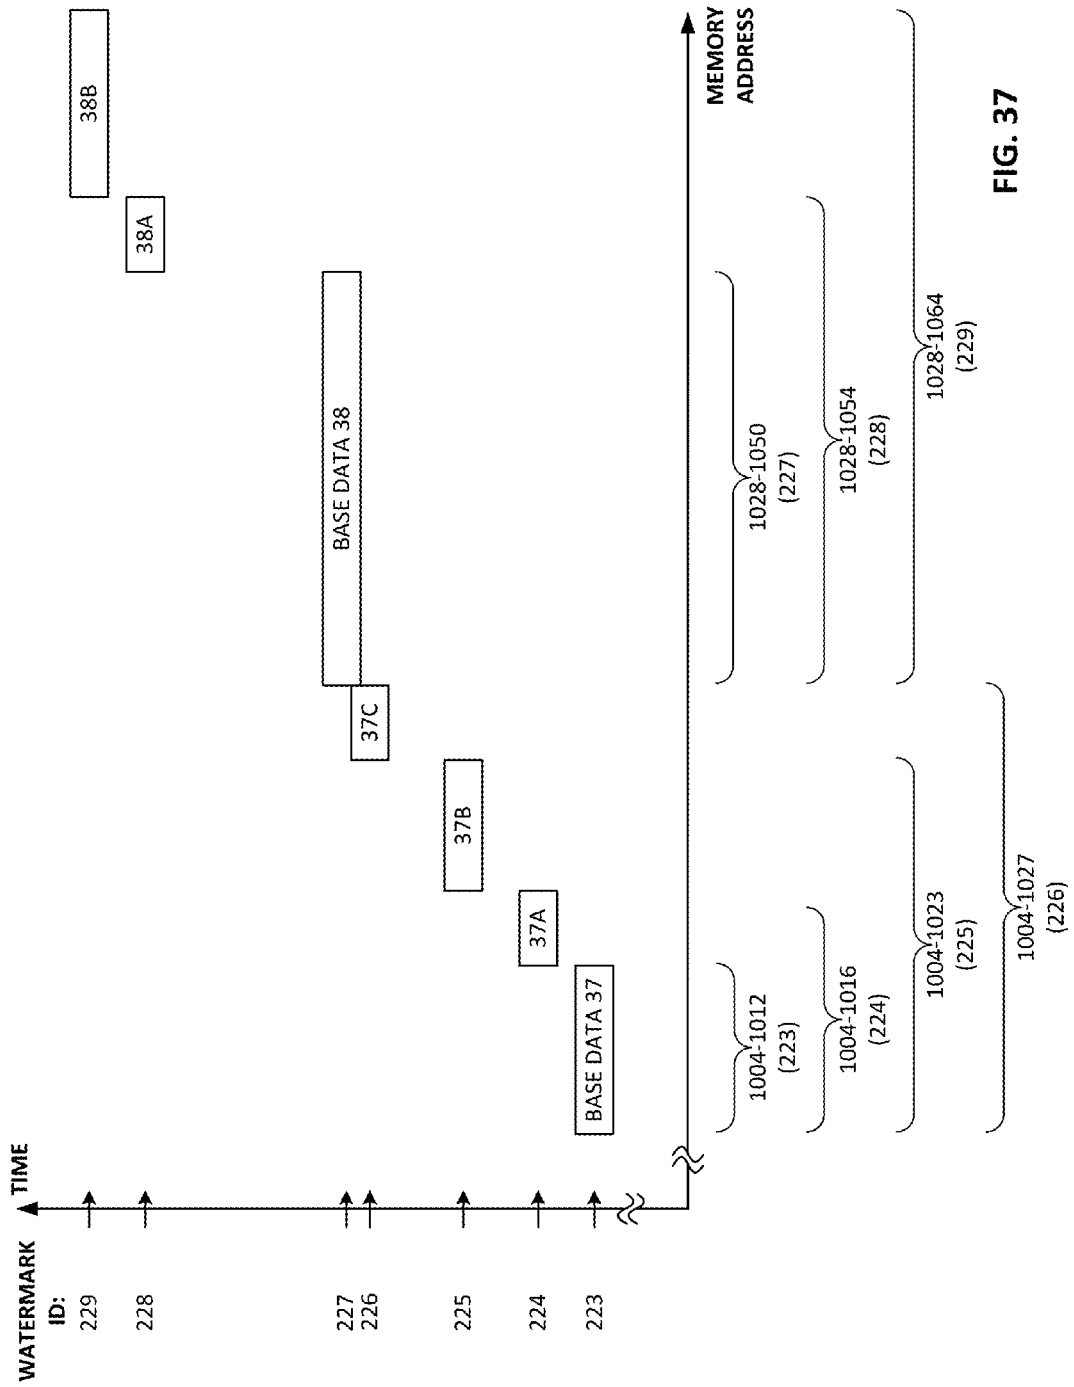 WATERMARK
ID:
TIME
229
228
227
226
225
224
223
38B
38A
BASE DATA 38
37C
37B
37A
BASE DATA 37
MEMORY
ADDRESS
1004-1012
(223)
1028-1050
(227)
1004-1016
(224)
1028-1054
(228)
1004-1023
(225)
1028-1064
(229)
1004-1027
(226)
FIG. 37